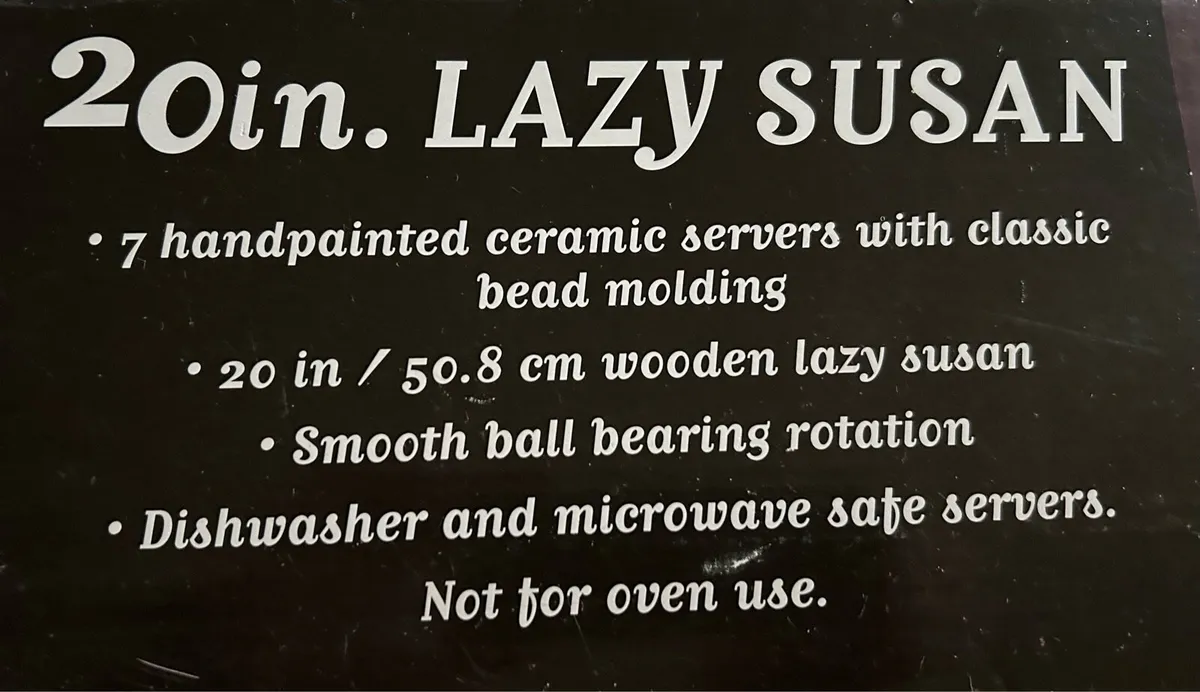 20in. LAZY SUSAN
• 7 handpainted ceramic servers with classic
bead molding
• 20 in / 50.8 cm wooden lazy susan
• Smooth ball bearing rotation
• Dishwasher and microwave safe servers.
Not for oven use.